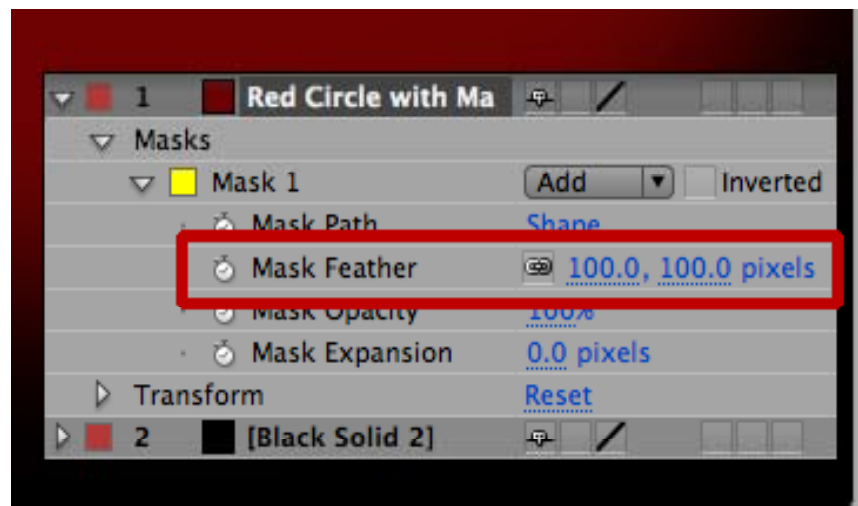 1 Red Circle with Ma
Masks
Mask 1 Add Inverted
Mask Path Shape
Mask Feather 100.0, 100.0 pixels
Mask Opacity 100%
Mask Expansion 0.0 pixels
Transform Reset
2 [Black Solid 2]